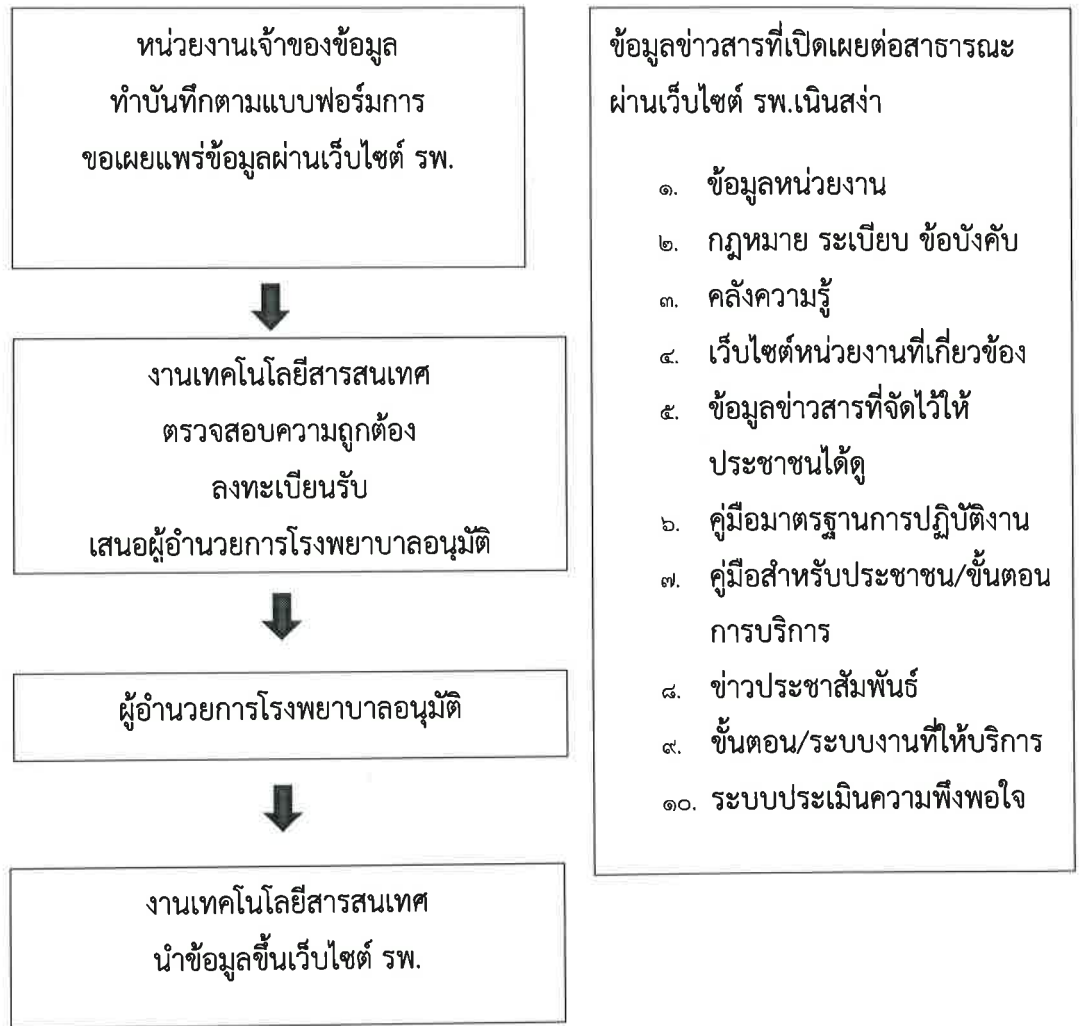 หน่วยงานเจ้าของข้อมูล
ทำบันทึกตามแบบฟอร์มการ
ขอเผยแพร่ข้อมูลผ่านเว็บไซต์ รพ.
งานเทคโนโลยีสารสนเทศ
ตรวจสอบความถูกต้อง
ลงทะเบียนรับ
เสนอผู้อำนวยการโรงพยาบาลอนุมัติ
ผู้อำนวยการโรงพยาบาลอนุมัติ
งานเทคโนโลยีสารสนเทศ
นำข้อมูลขึ้นเว็บไซต์ รพ.
ข้อมูลข่าวสารที่เปิดเผยต่อสาธารณะ
ผ่านเว็บไซต์ รพ.เนินสง่า
๑. ข้อมูลหน่วยงาน
๒. กฎหมาย ระเบียบ ข้อบังคับ
๓. คลังความรู้
๔. เว็บไซต์หน่วยงานที่เกี่ยวข้อง
๕. ข้อมูลข่าวสารที่จัดไว้ให้
ประชาชนได้ดู
๖. คู่มือมาตรฐานการปฏิบัติงาน
๗. คู่มือสำหรับประชาชน/ขั้นตอน
การบริการ
๘. ข่าวประชาสัมพันธ์
๙. ขั้นตอน/ระบบงานที่ให้บริการ
๑๐. ระบบประเมินความพึงพอใจ